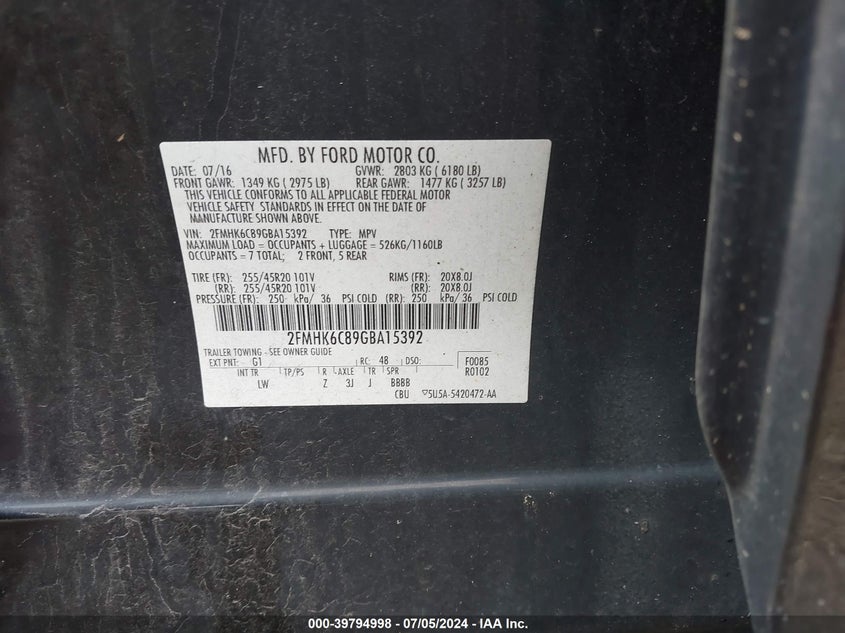 MFD. BY FORD MOTOR CO.
DATE: 07/16 GVWR: 2803 KG ( 6180 LB)
FRONT GAWR: 1349 KG ( 2975 LB) REAR GAWR: 1477 KG ( 3257 LB)
THIS VEHICLE CONFORMS TO ALL APPLICABLE FEDERAL MOTOR
VEHICLE SAFETY STANDARDS IN EFFECT ON THE DATE OF
MANUFACTURE SHOWN ABOVE.
VIN: 2FMHK6C89GBA15392 TYPE: MPV
MAXIMUM LOAD = OCCUPANTS + LUGGAGE = 526KG/1160LB
OCCUPANTS = 7 TOTAL; 2 FRONT, 5 REAR
TIRE (FR): 255/45R20 101V RIMS (FR): 20X8.0J
(RR): 255/45R20 101V (RR): 20X8.0J
PRESSURE (FR): 250 kPa/ 36 PSI COLD (RR): 250 kPa/ 36 PSI COLD
2FMHK6C89GBA15392
TRAILER TOWING - SEE OWNER GUIDE
EXT PNT: G1 RC: 48 DSO: F0085
INT TR TP/PS R AXLE TR SPR R0102
LW Z 3J J BBBB
CBU 5U5A-5420472-AA
000-39794998 - 07/05/2024 - IAA Inc.